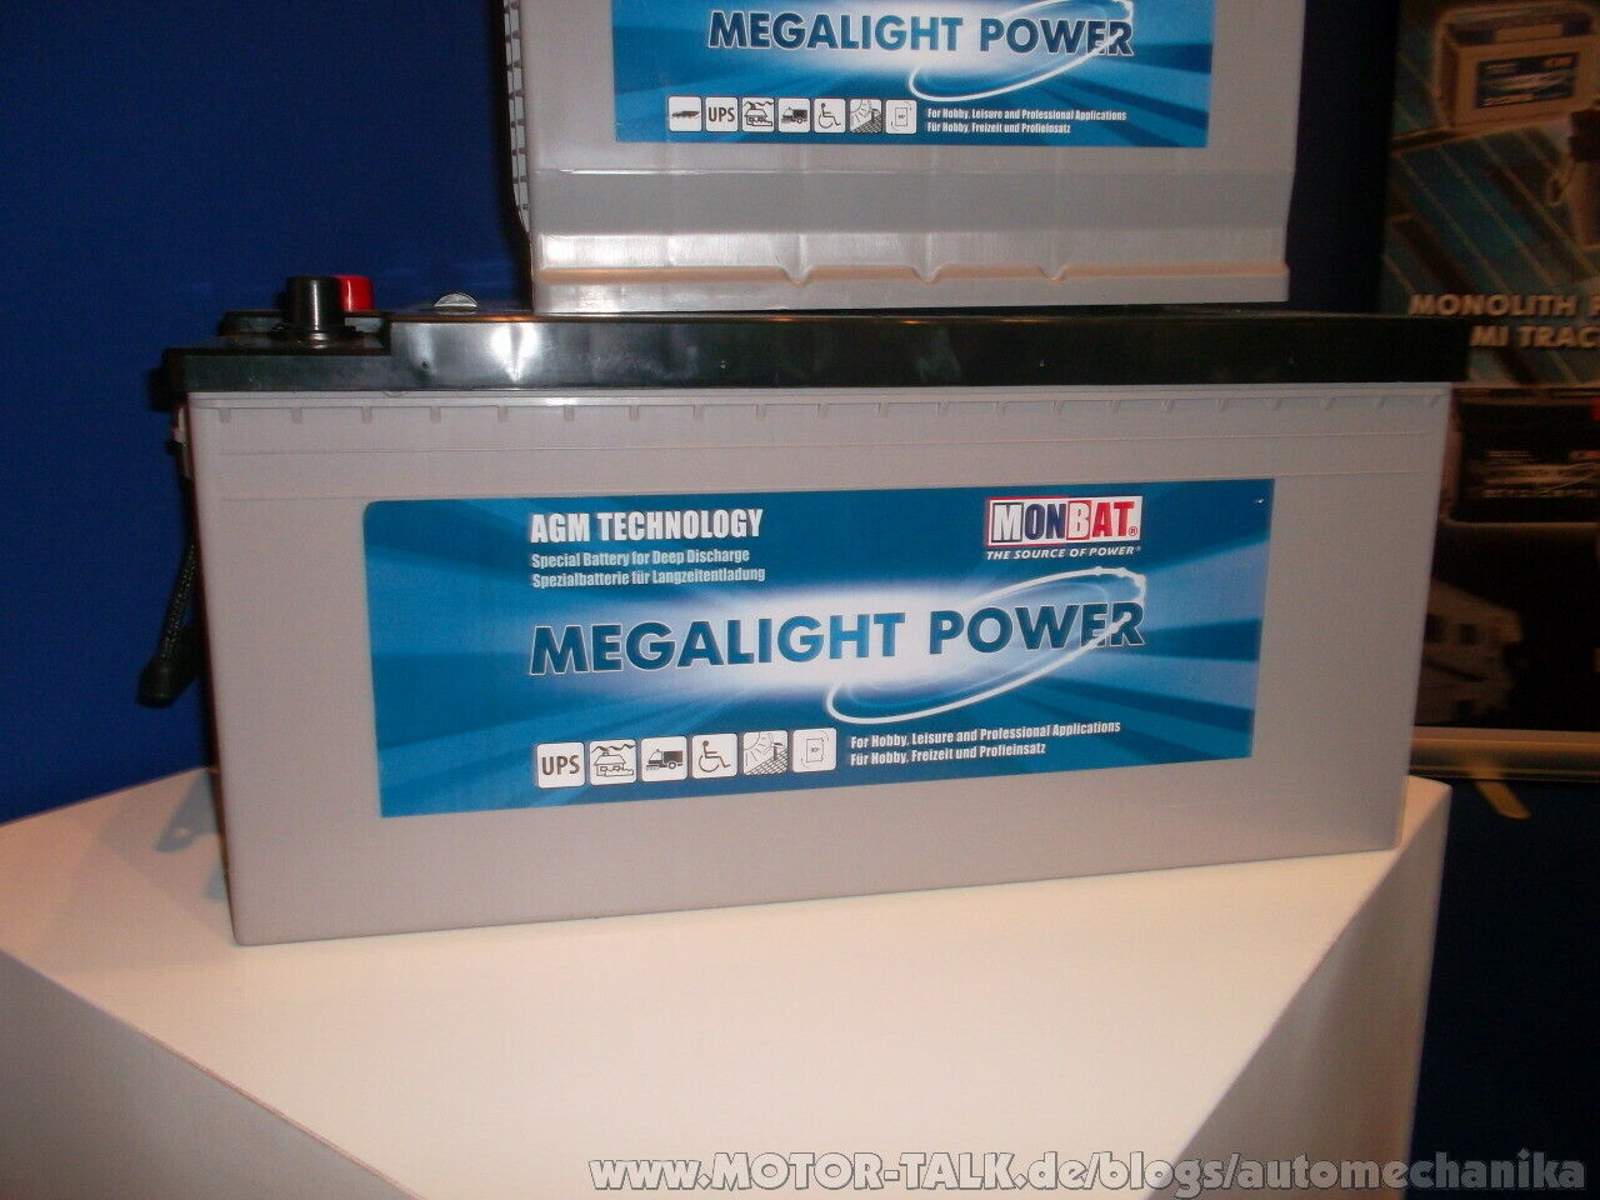 MEGALIGHT POWER
UPS
For Hobby, Leisure and Professional Applications
Für Hobby, Freizeit und Profieinsatz
MONOLITH
MI TRAC
AGM TECHNOLOGY
Special Battery for Deep Discharge
Spezialbatterie für Langzeitentladung
MONBAT®
THE SOURCE OF POWER®
MEGALIGHT POWER
UPS
For Hobby, Leisure and Professional Applications
Für Hobby, Freizeit und Profieinsatz
www.MOTOR-TALK.de/blogs/automechanika